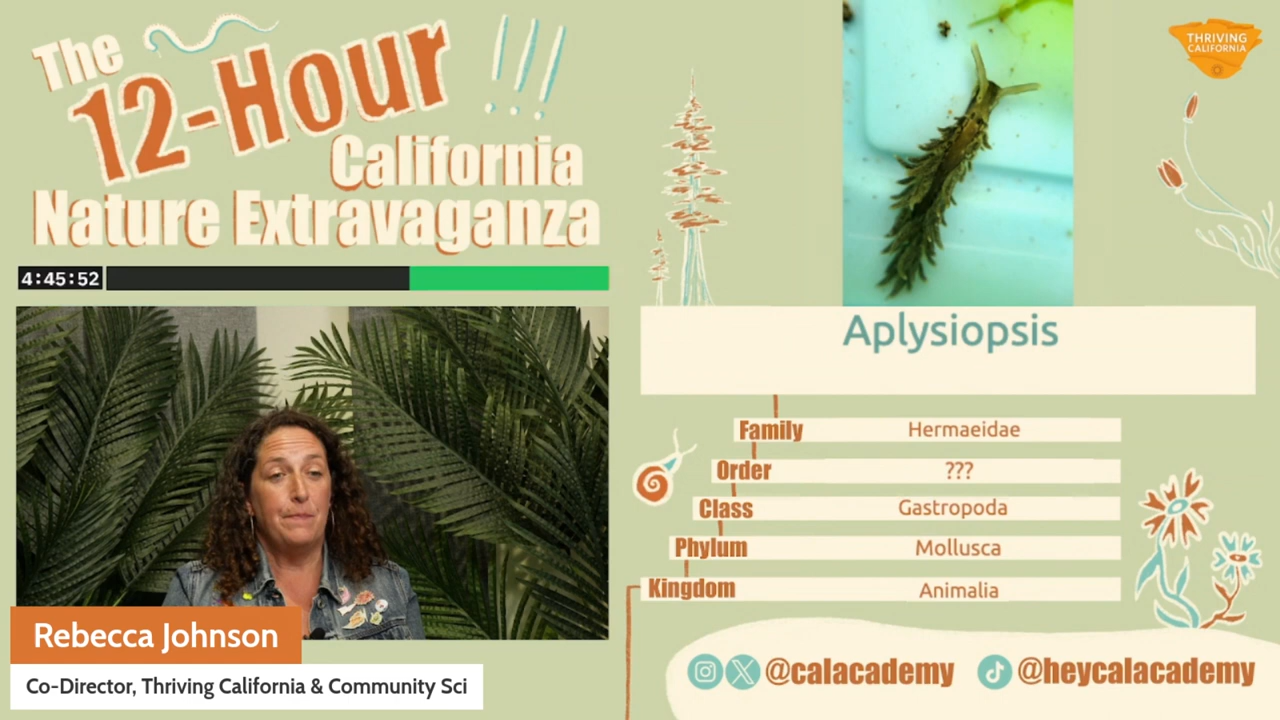 The
12-Hour!!!
California
Nature Extravaganza
4:45:52
Rebecca Johnson
Co-Director, Thriving California & Community Sci
THRIVING
CALIFORNIA
Aplysiopsis
Family Hermaeidae
Order ???
Class Gastropoda
Phylum Mollusca
Kingdom Animalia
@calacademy @heycalacademy